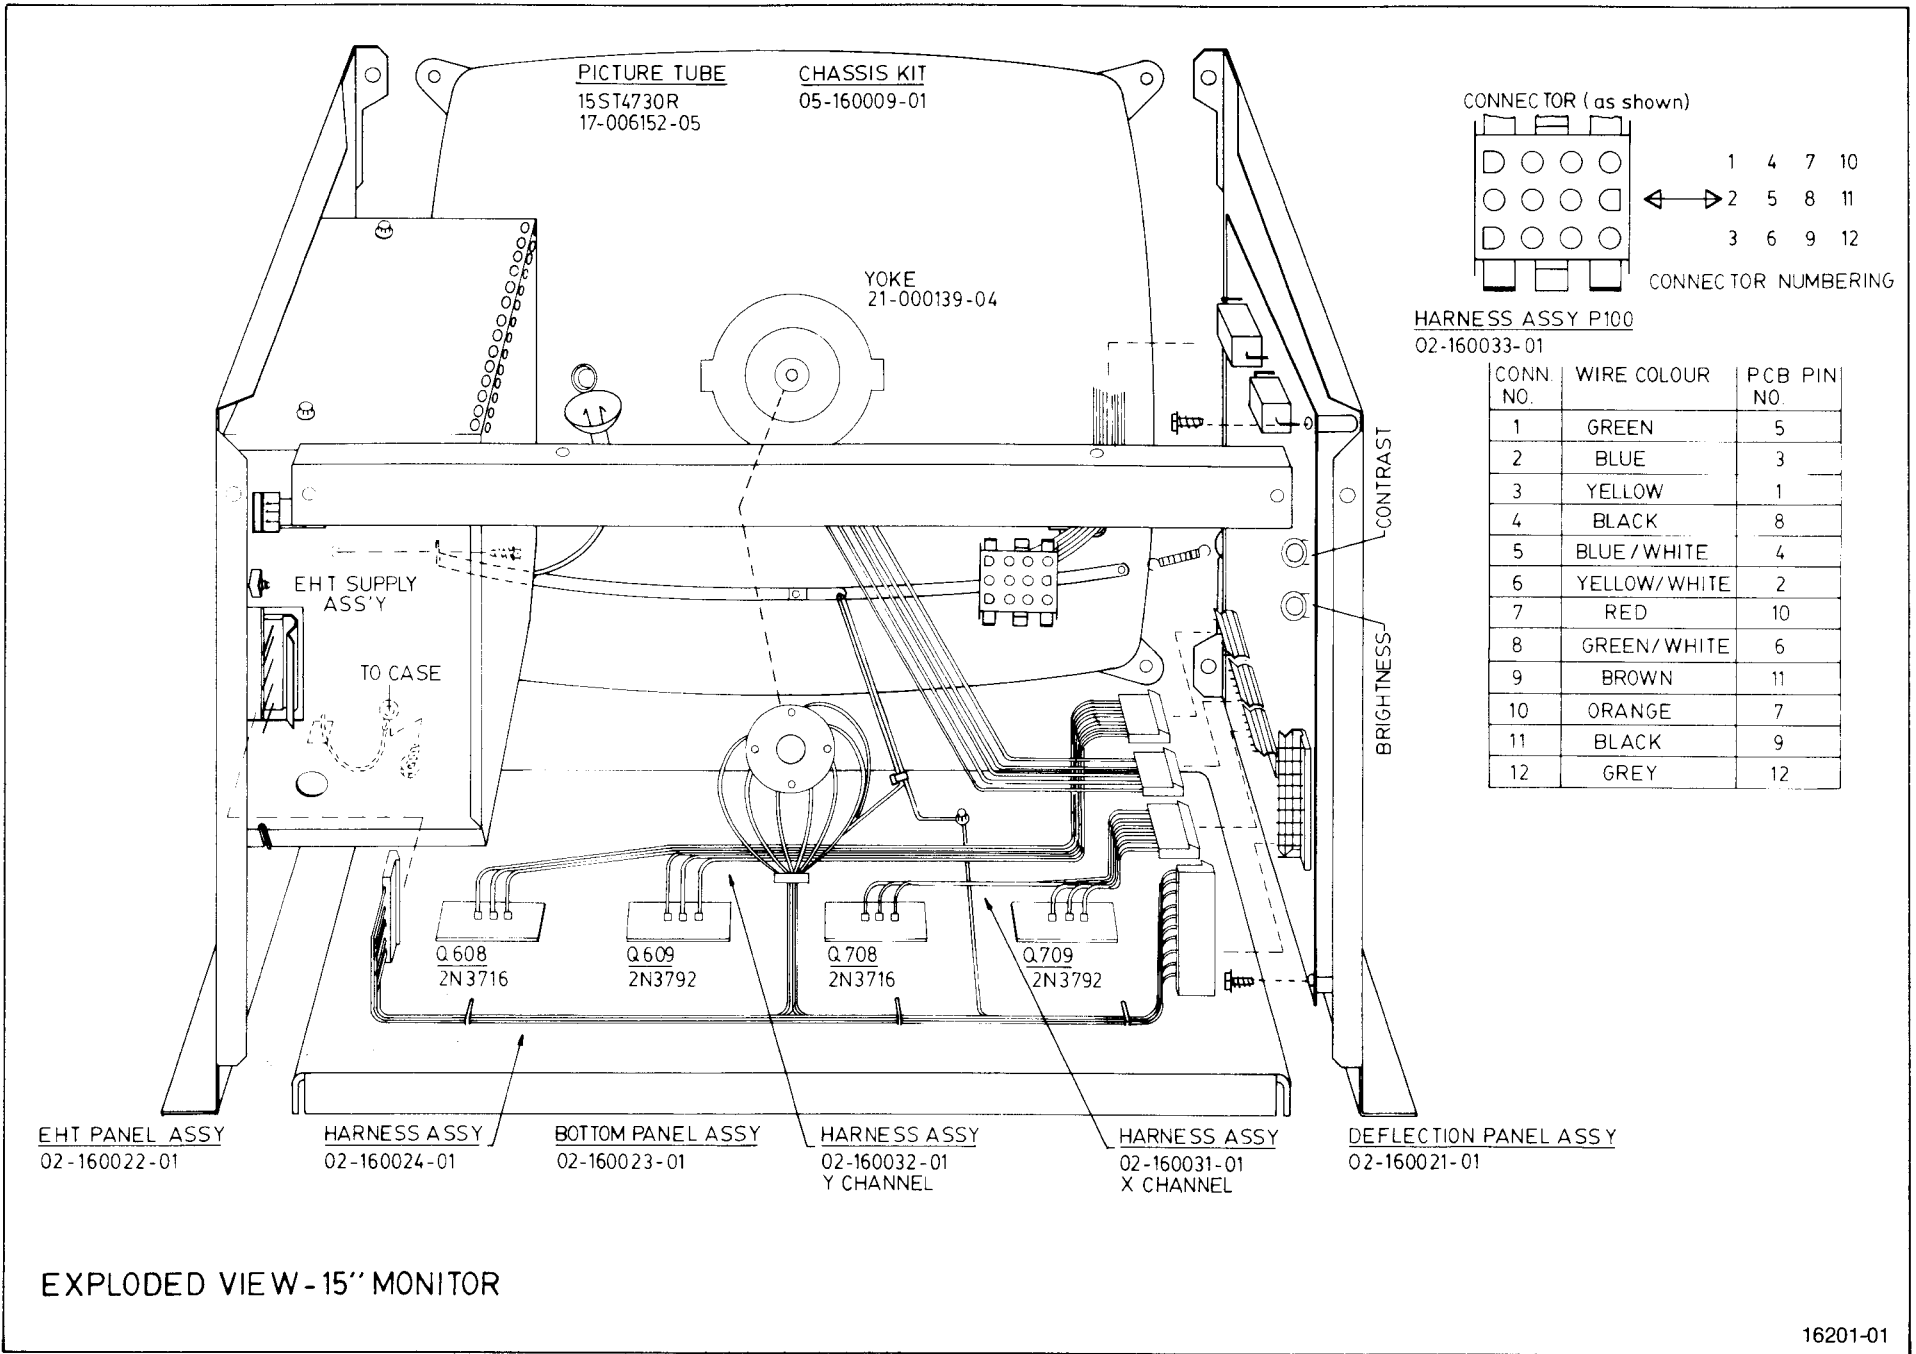 PICTURE TUBE
15ST4730R
17-006152-05
CHASSIS KIT
05-160009-01
CONNECTOR (as shown)
1 4 7 10
2 5 8 11
3 6 9 12
CONNECTOR NUMBERING
YOKE
21-000139-04
HARNESS ASSY P100
02-160033-01
CONN. NO. WIRE COLOUR PCB PIN NO.
1 GREEN 5
2 BLUE 3
3 YELLOW 1
4 BLACK 8
5 BLUE/WHITE 4
6 YELLOW/WHITE 2
7 RED 10
8 GREEN/WHITE 6
9 BROWN 11
10 ORANGE 7
11 BLACK 9
12 GREY 12
CONTRAST
BRIGHTNESS
EHT SUPPLY
ASS'Y
TO CASE
Q608
2N3716
Q609
2N3792
Q708
2N3716
Q709
2N3792
EHT PANEL ASSY
02-160022-01
HARNESS ASSY
02-160024-01
BOTTOM PANEL ASSY
02-160023-01
HARNESS ASSY
02-160032-01
Y CHANNEL
HARNESS ASSY
02-160031-01
X CHANNEL
DEFLECTION PANEL ASSY
02-160021-01
EXPLODED VIEW-15" MONITOR
16201-01